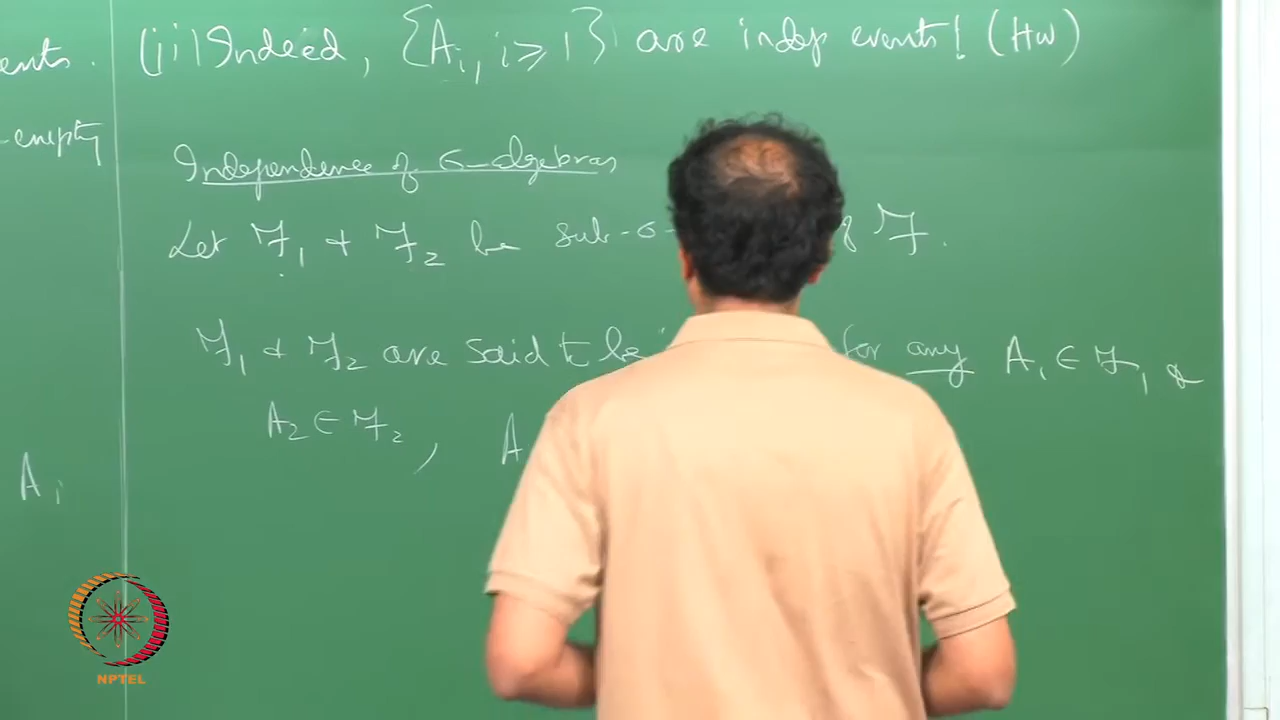 ents. (ii) Indeed, {A_i, i ≥ 1} are indep events! (HW)
-empty
Independence of σ-algebras
Let ℱ_1 & ℱ_2 be sub-σ- ℱ.
ℱ_1 & ℱ_2 are said to be for any A_1 ∈ ℱ_1 &
A_2 ∈ ℱ_2, A
A_i
NPTEL